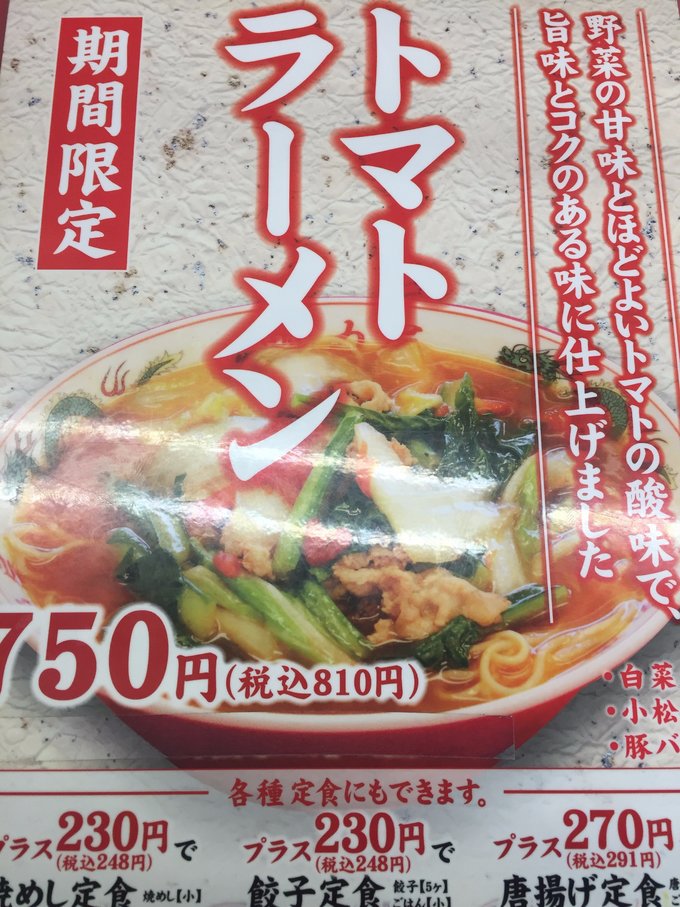 野菜の甘味とほどよいトマトの酸味で、
旨味とコクのある味に仕上げました
トマト
ラーメン
期間限定
750円(税込810円)
・白菜
・小松
・豚バ
各種定食にもできます。
プラス230円で
(税込248円)
焼めし定食 焼めし【小】
プラス230円で
(税込248円)
餃子定食 餃子【5ヶ】
ごはん【小】
プラス270円
(税込291円)
唐揚げ定食